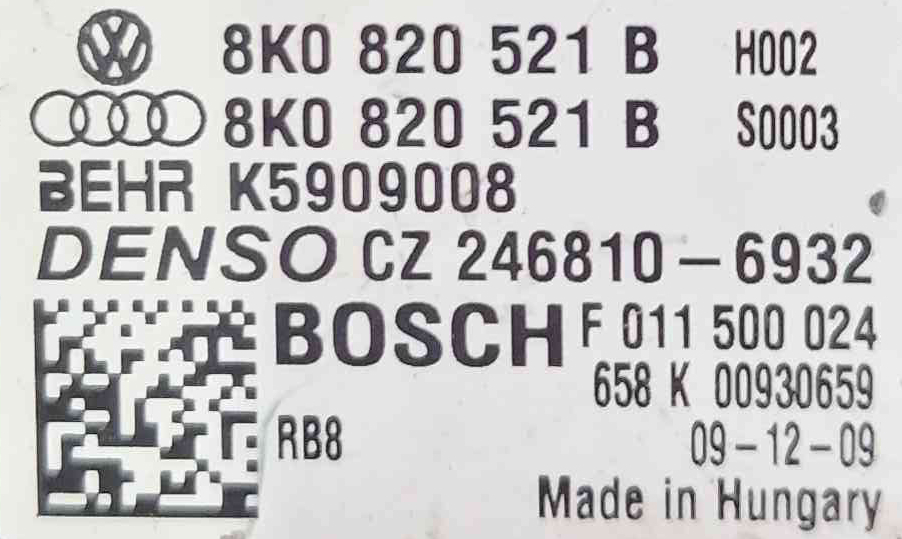 8K0 820 521 B H002
8K0 820 521 B S0003
BEHR K5909008
DENSO CZ 246810-6932
BOSCH F 011 500 024
658 K 00930659
RB8 09-12-09
Made in Hungary